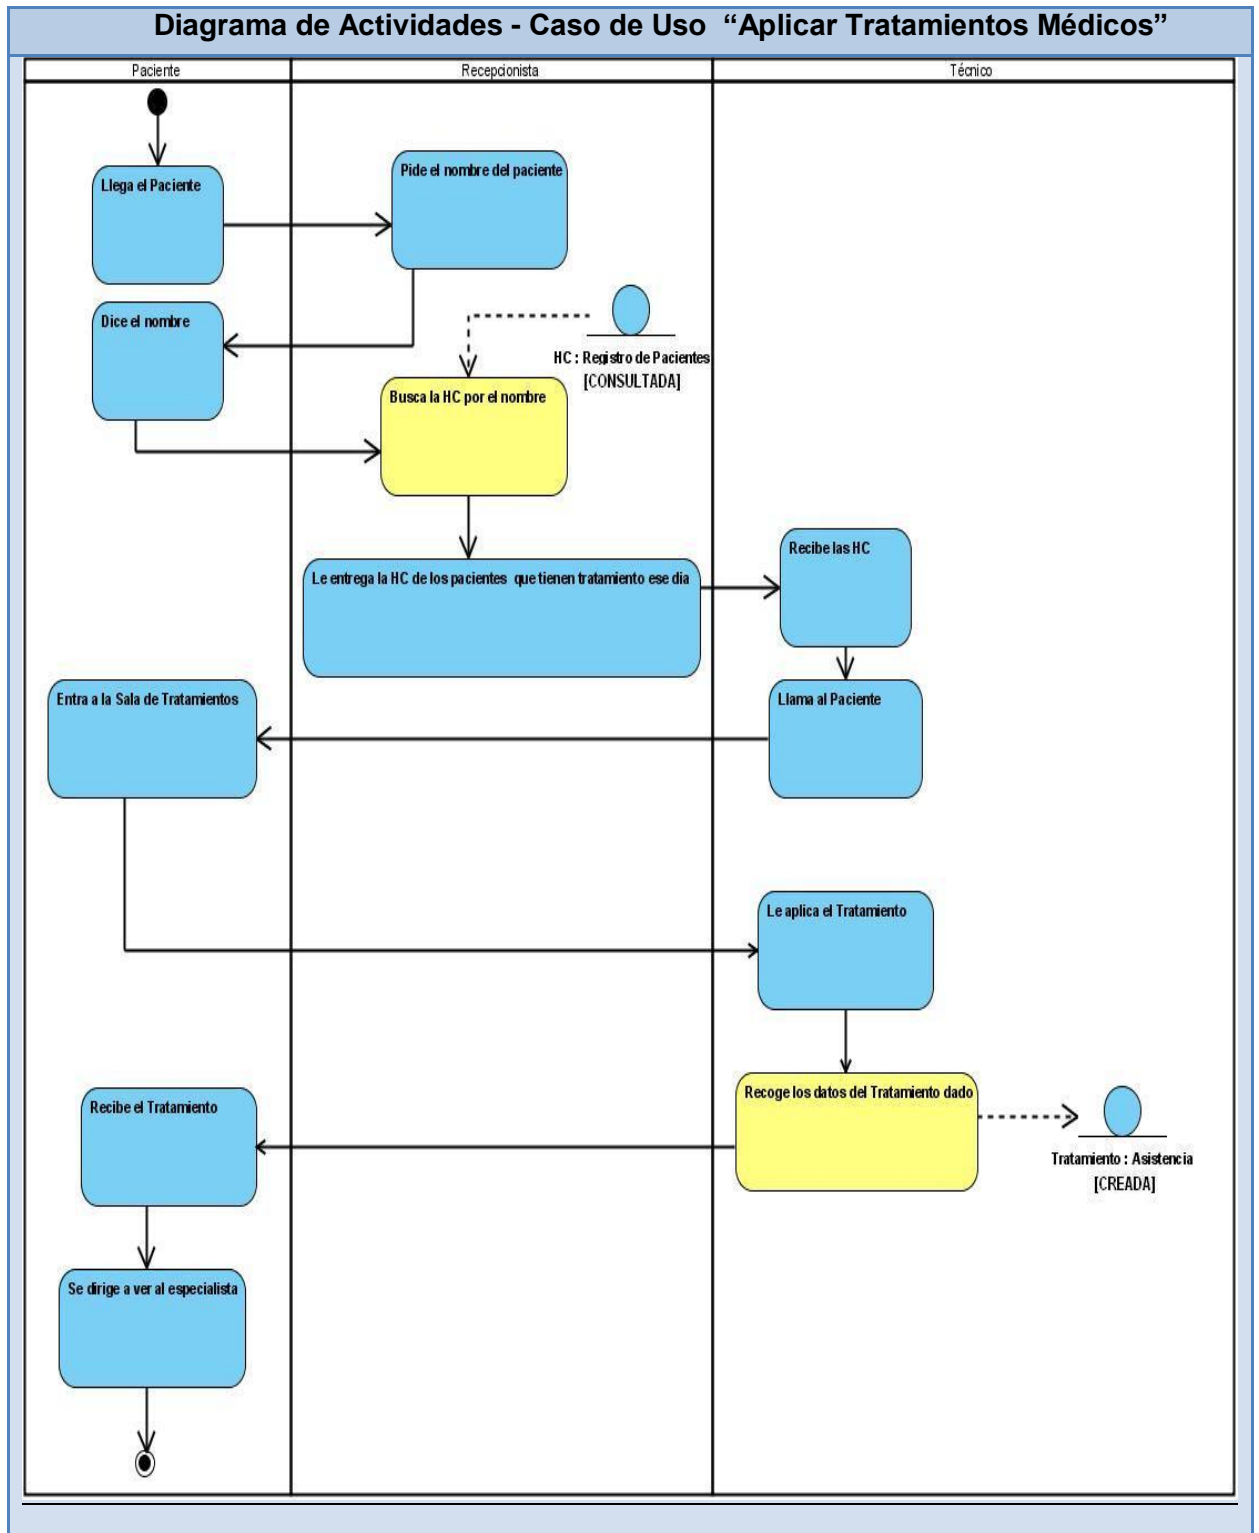 Diagrama de Actividades - Caso de Uso “Aplicar Tratamientos Médicos”
Paciente
Recepcionista
Técnico
Llega el Paciente
Pide el nombre del paciente
Dice el nombre
HC : Registro de Pacientes
[CONSULTADA]
Busca la HC por el nombre
Le entrega la HC de los pacientes que tienen tratamiento ese dia
Recibe las HC
Entra a la Sala de Tratamientos
Llama al Paciente
Le aplica el Tratamiento
Recoge los datos del Tratamiento dado
Recibe el Tratamiento
Tratamiento : Asistencia
[CREADA]
Se dirige a ver al especialista